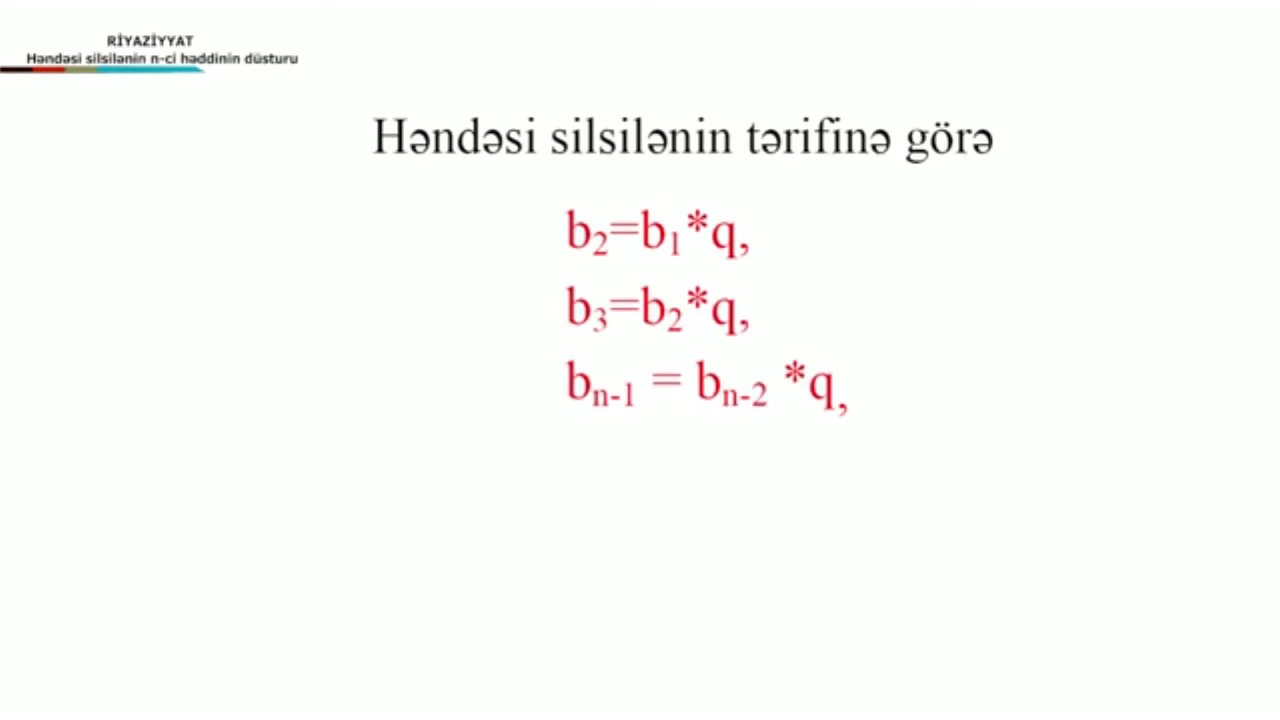 RİYAZİYYAT
Həndəsi silsilənin n-ci həddinin düsturu
Həndəsi silsilənin tərifinə görə
b₂=b₁*q,
b₃=b₂*q,
bₙ₋₁ = bₙ₋₂ *q,